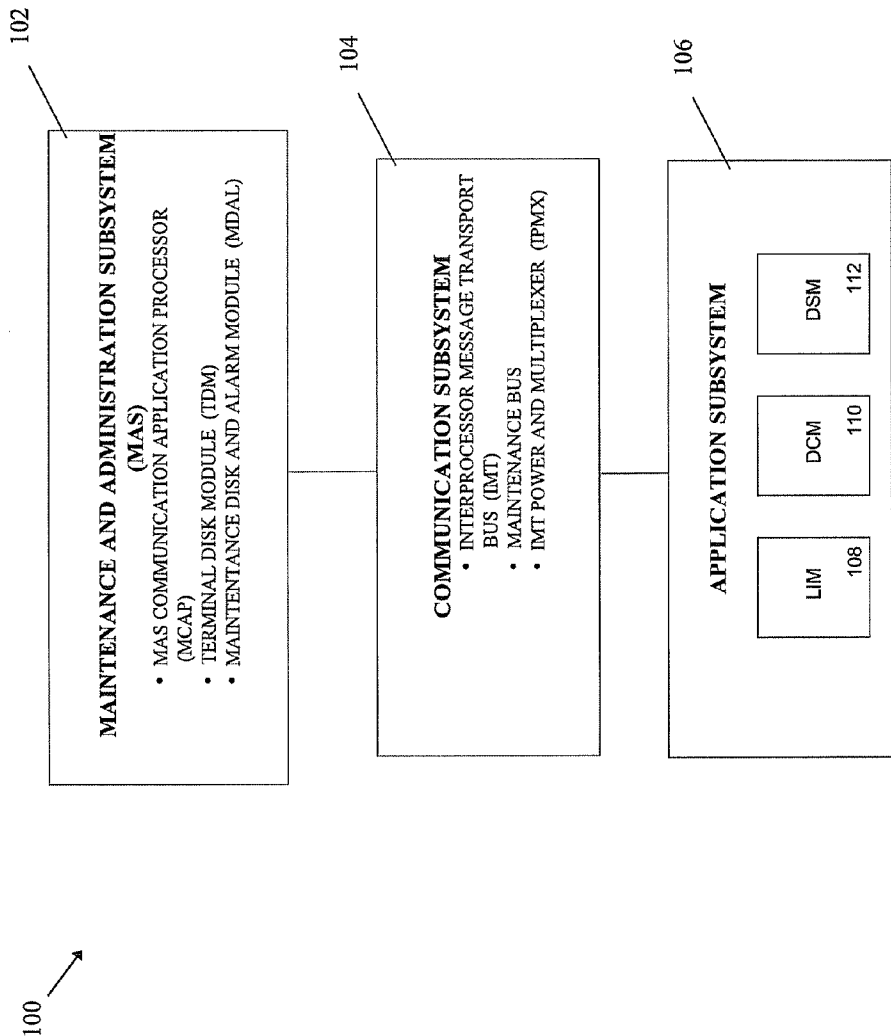 100
102
MAINTENANCE AND ADMINISTRATION SUBSYSTEM
(MAS)
• MAS COMMUNICATION APPLICATION PROCESSOR
(MCAP)
• TERMINAL DISK MODULE (TDM)
• MAINTENTANCE DISK AND ALARM MODULE (MDAL)
104
COMMUNICATION SUBSYSTEM
• INTERPROCESSOR MESSAGE TRANSPORT
BUS (IMT)
• MAINTENANCE BUS
• IMT POWER AND MULTIPLEXER (IPMX)
106
APPLICATION SUBSYSTEM
LIM
108
DCM
110
DSM
112